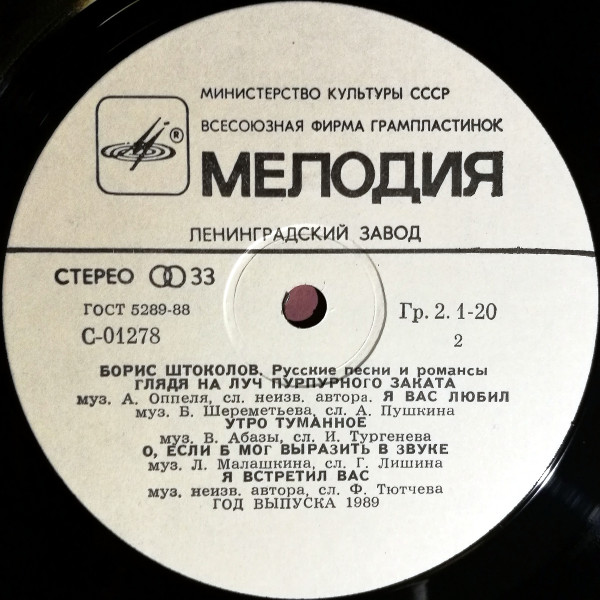 МИНИСТЕРСТВО КУЛЬТУРЫ СССР
ВСЕСОЮЗНАЯ ФИРМА ГРАМПЛАСТИНОК
®
МЕЛОДИЯ
ЛЕНИНГРАДСКИЙ ЗАВОД
СТЕРЕО 33
ГОСТ 5289-88
Гр. 2. 1-20
С-01278
2
БОРИС ШТОКОЛОВ. Русские песни и романсы
ГЛЯДЯ НА ЛУЧ ПУРПУРНОГО ЗАКАТА
муз. А. Оппеля, сл. неизв. автора. Я ВАС ЛЮБИЛ
муз. Б. Шереметьева, сл. А. Пушкина
УТРО ТУМАННОЕ
муз. В. Абазы, сл. И. Тургенева
О, ЕСЛИ Б МОГ ВЫРАЗИТЬ В ЗВУКЕ
муз. Л. Малашкина, сл. Г. Лишина
Я ВСТРЕТИЛ ВАС
муз. неизв. автора, сл. Ф. Тютчева
ГОД ВЫПУСКА 1989